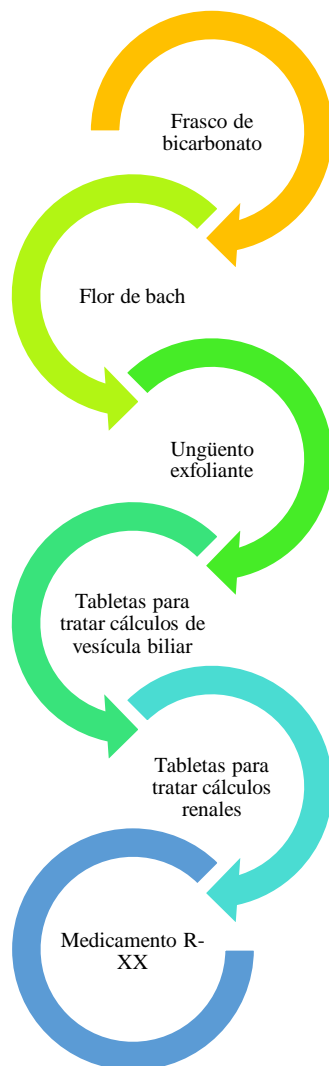 Frasco de
bicarbonato
Flor de bach
Ungüento
exfoliante
Tabletas para
tratar cálculos de
vesícula biliar
Tabletas para
tratar cálculos
renales
Medicamento R-
XX